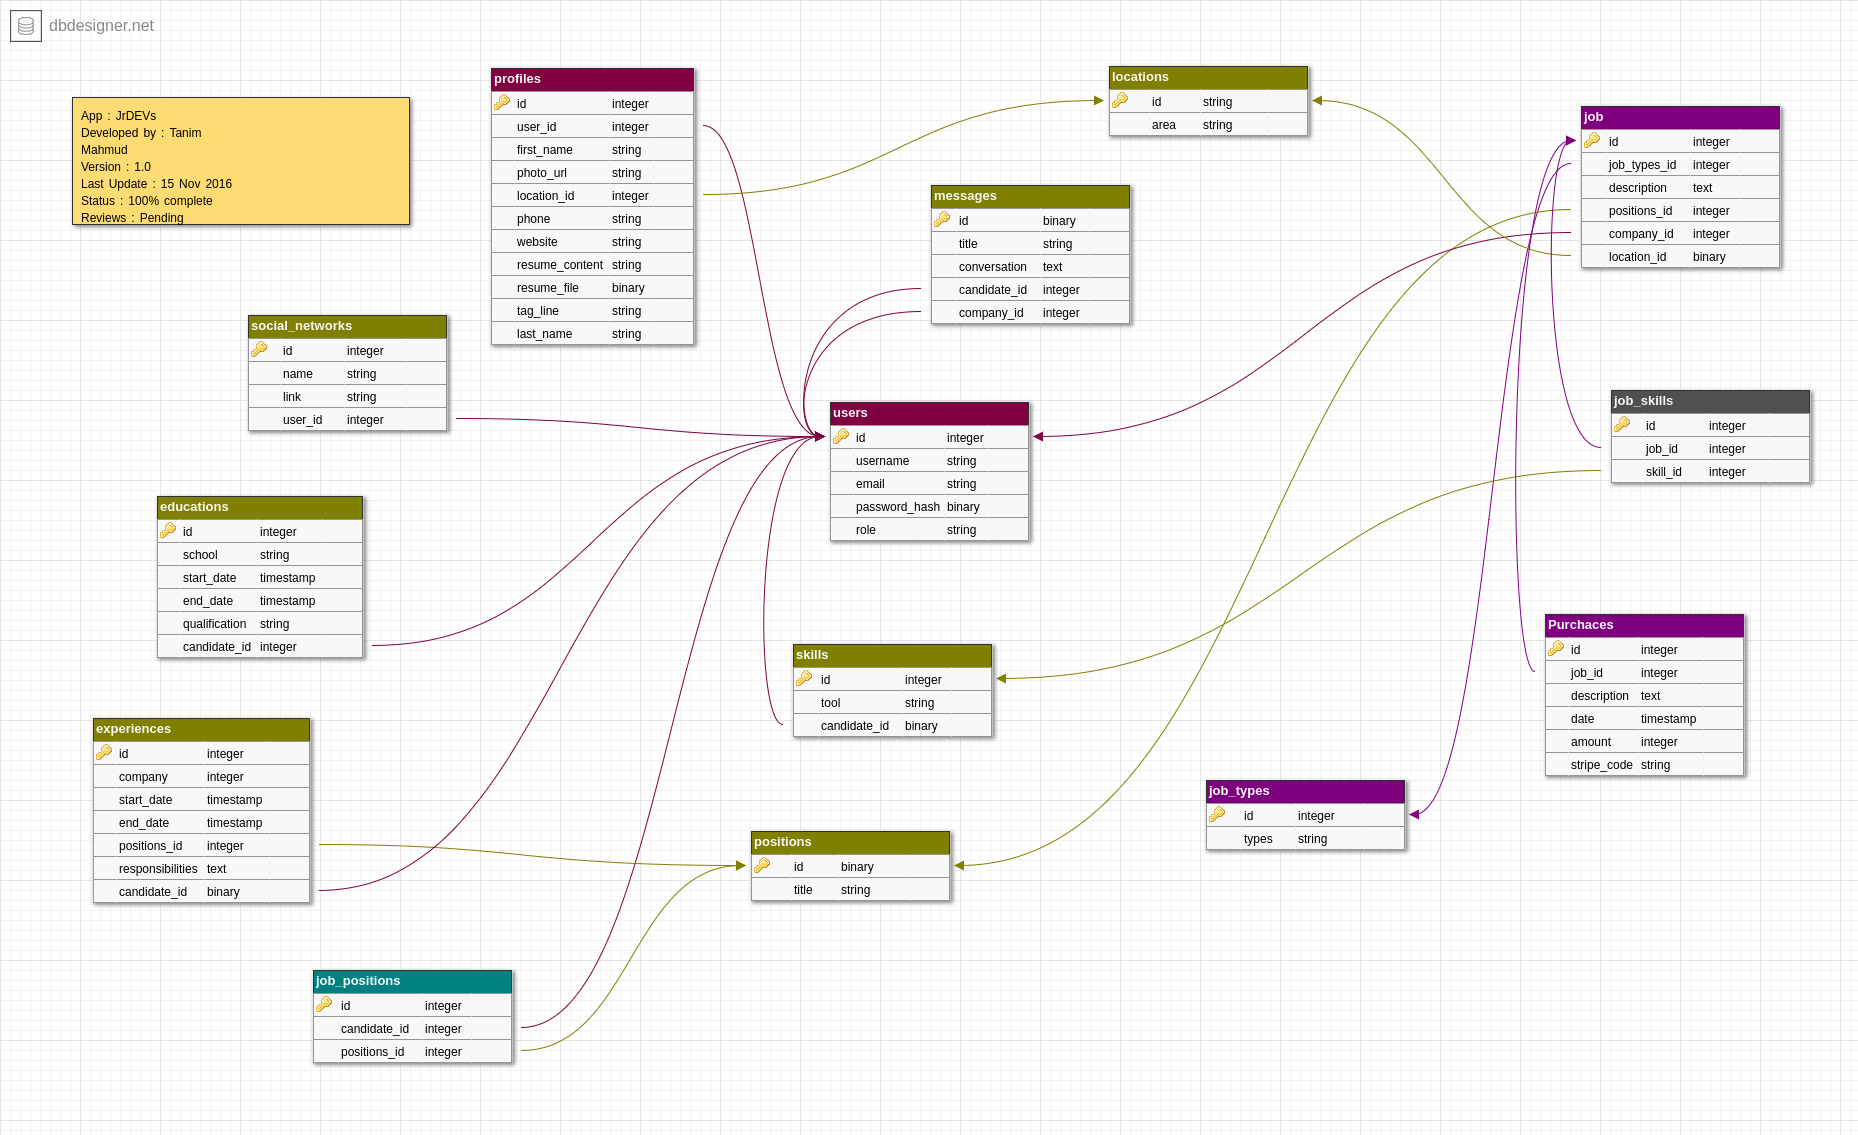 dbdesigner.net
App : JrDEVs
Developed by : Tanim
Mahmud
Version : 1.0
Last Update : 15 Nov 2016
Status : 100% complete
Reviews : Pending
profiles
id integer
user_id integer
first_name string
photo_url string
location_id integer
phone string
website string
resume_content string
resume_file binary
tag_line string
last_name string
locations
id string
area string
job
id integer
job_types_id integer
description text
positions_id integer
company_id integer
location_id binary
messages
id binary
title string
conversation text
candidate_id integer
company_id integer
social_networks
id integer
name string
link string
user_id integer
users
id integer
username string
email string
password_hash binary
role string
job_skills
id integer
job_id integer
skill_id integer
educations
id integer
school string
start_date timestamp
end_date timestamp
qualification string
candidate_id integer
skills
id integer
tool string
candidate_id binary
Purchaces
id integer
job_id integer
description text
date timestamp
amount integer
stripe_code string
experiences
id integer
company integer
start_date timestamp
end_date timestamp
positions_id integer
responsibilities text
candidate_id binary
job_types
id integer
types string
positions
id binary
title string
job_positions
id integer
candidate_id integer
positions_id integer